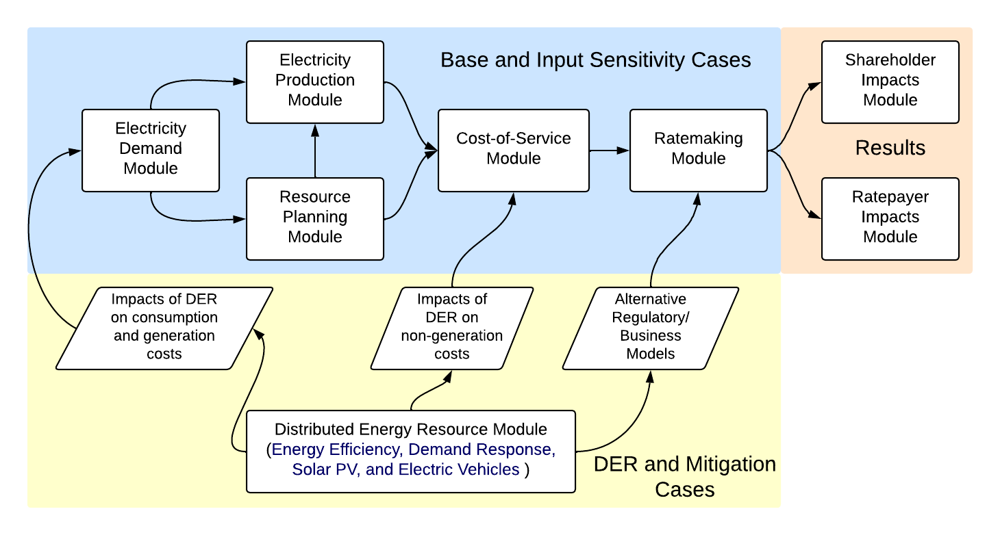 Base and Input Sensitivity Cases
Electricity
Production
Module
Electricity
Demand
Module
Resource
Planning
Module
Cost-of-Service
Module
Ratemaking
Module
Shareholder
Impacts
Module
Results
Ratepayer
Impacts
Module
Impacts of DER
on consumption
and generation
costs
Impacts of
DER on
non-generation
costs
Alternative
Regulatory/
Business
Models
Distributed Energy Resource Module
(Energy Efficiency, Demand Response,
Solar PV, and Electric Vehicles )
DER and Mitigation
Cases